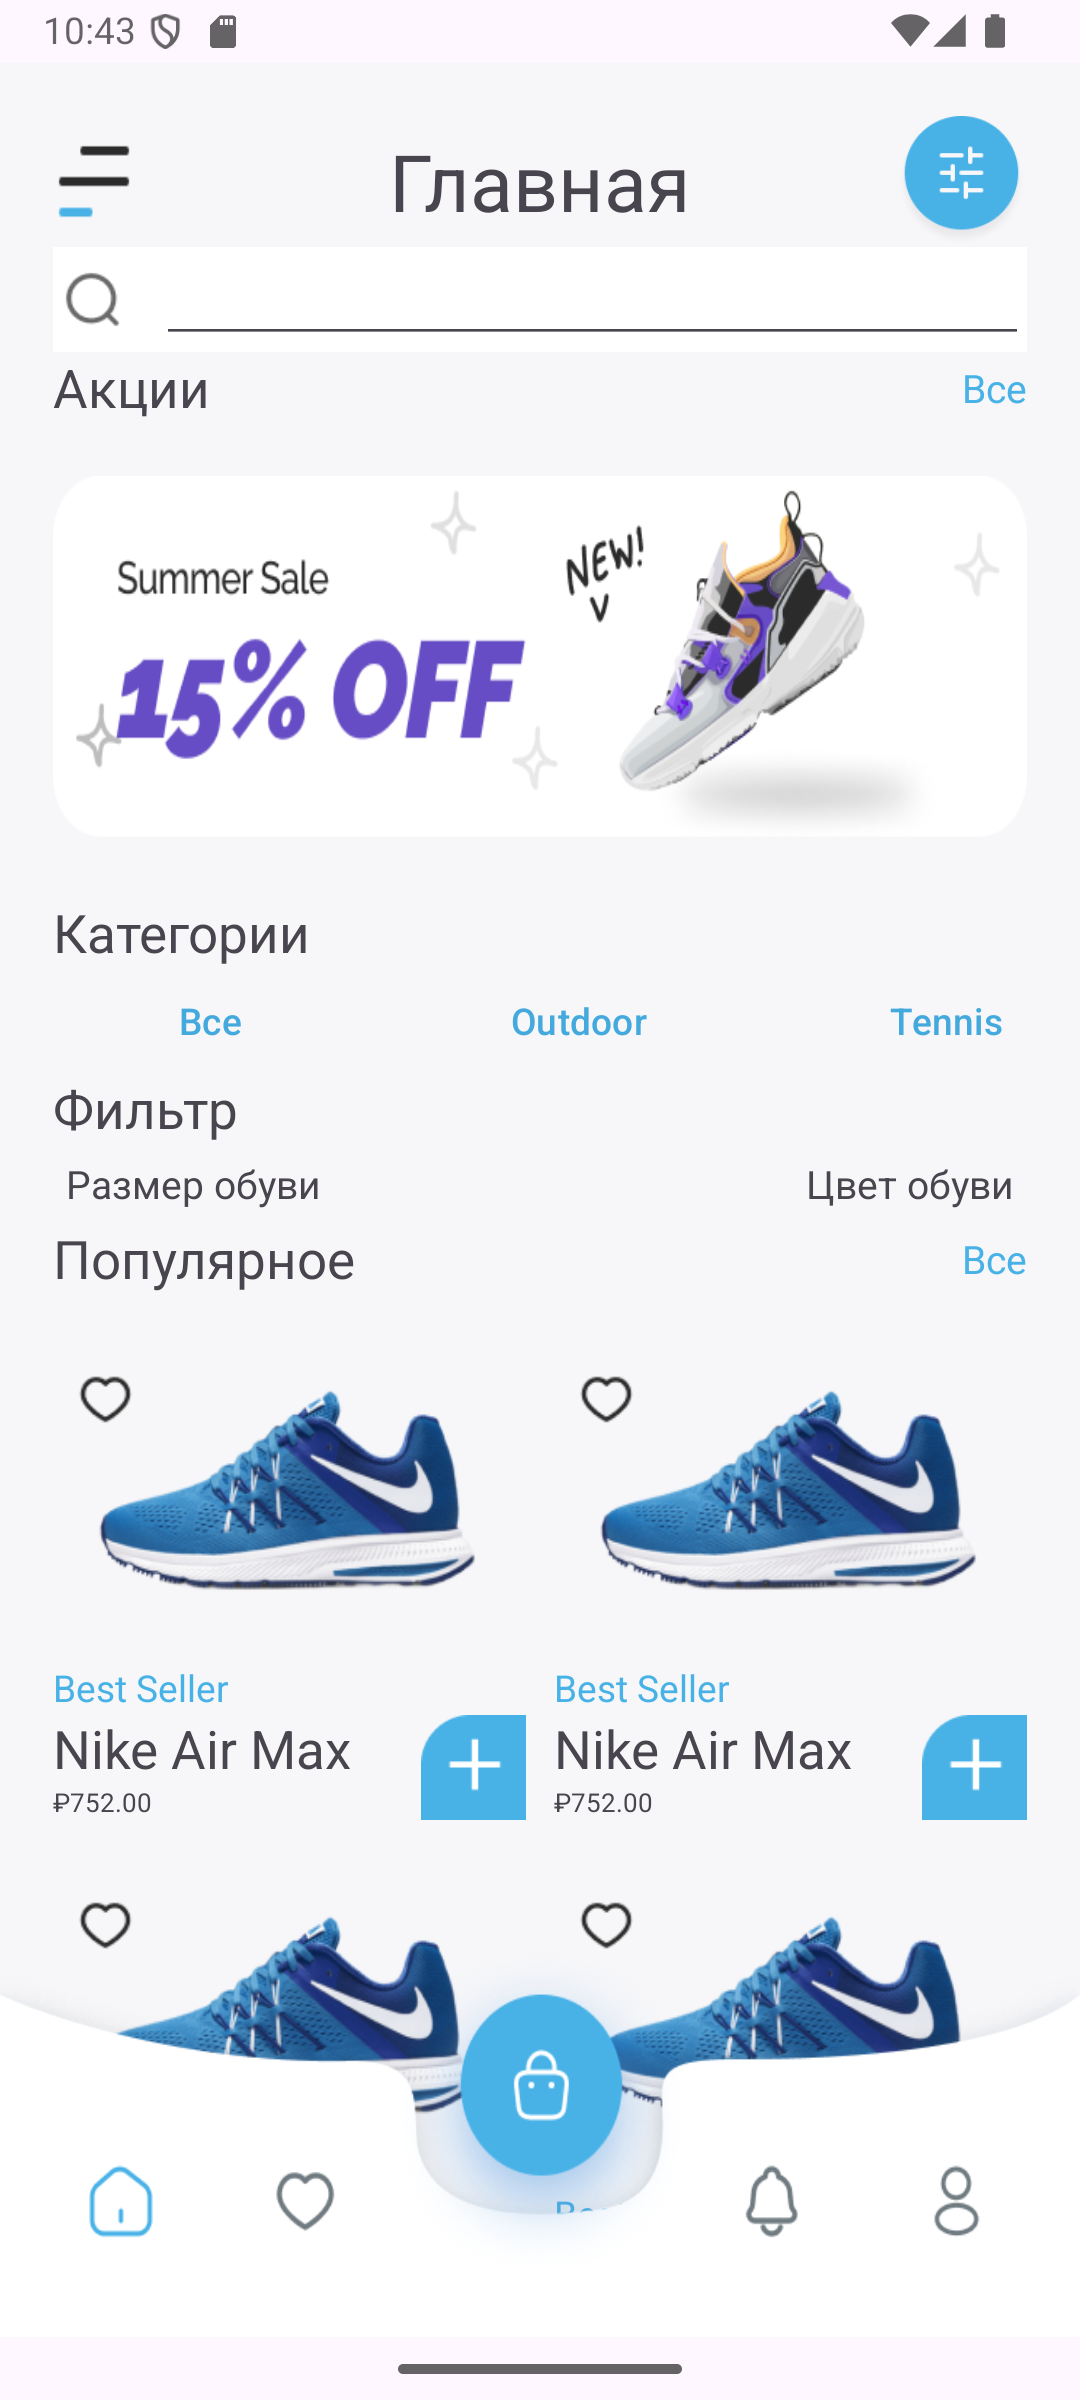 10:43
Главная
Акции
Все
Summer Sale
NEW!
15% OFF
Категории
Все
Outdoor
Tennis
Фильтр
Размер обуви
Цвет обуви
Популярное
Все
Best Seller
Best Seller
Nike Air Max
Nike Air Max
₽752.00
₽752.00